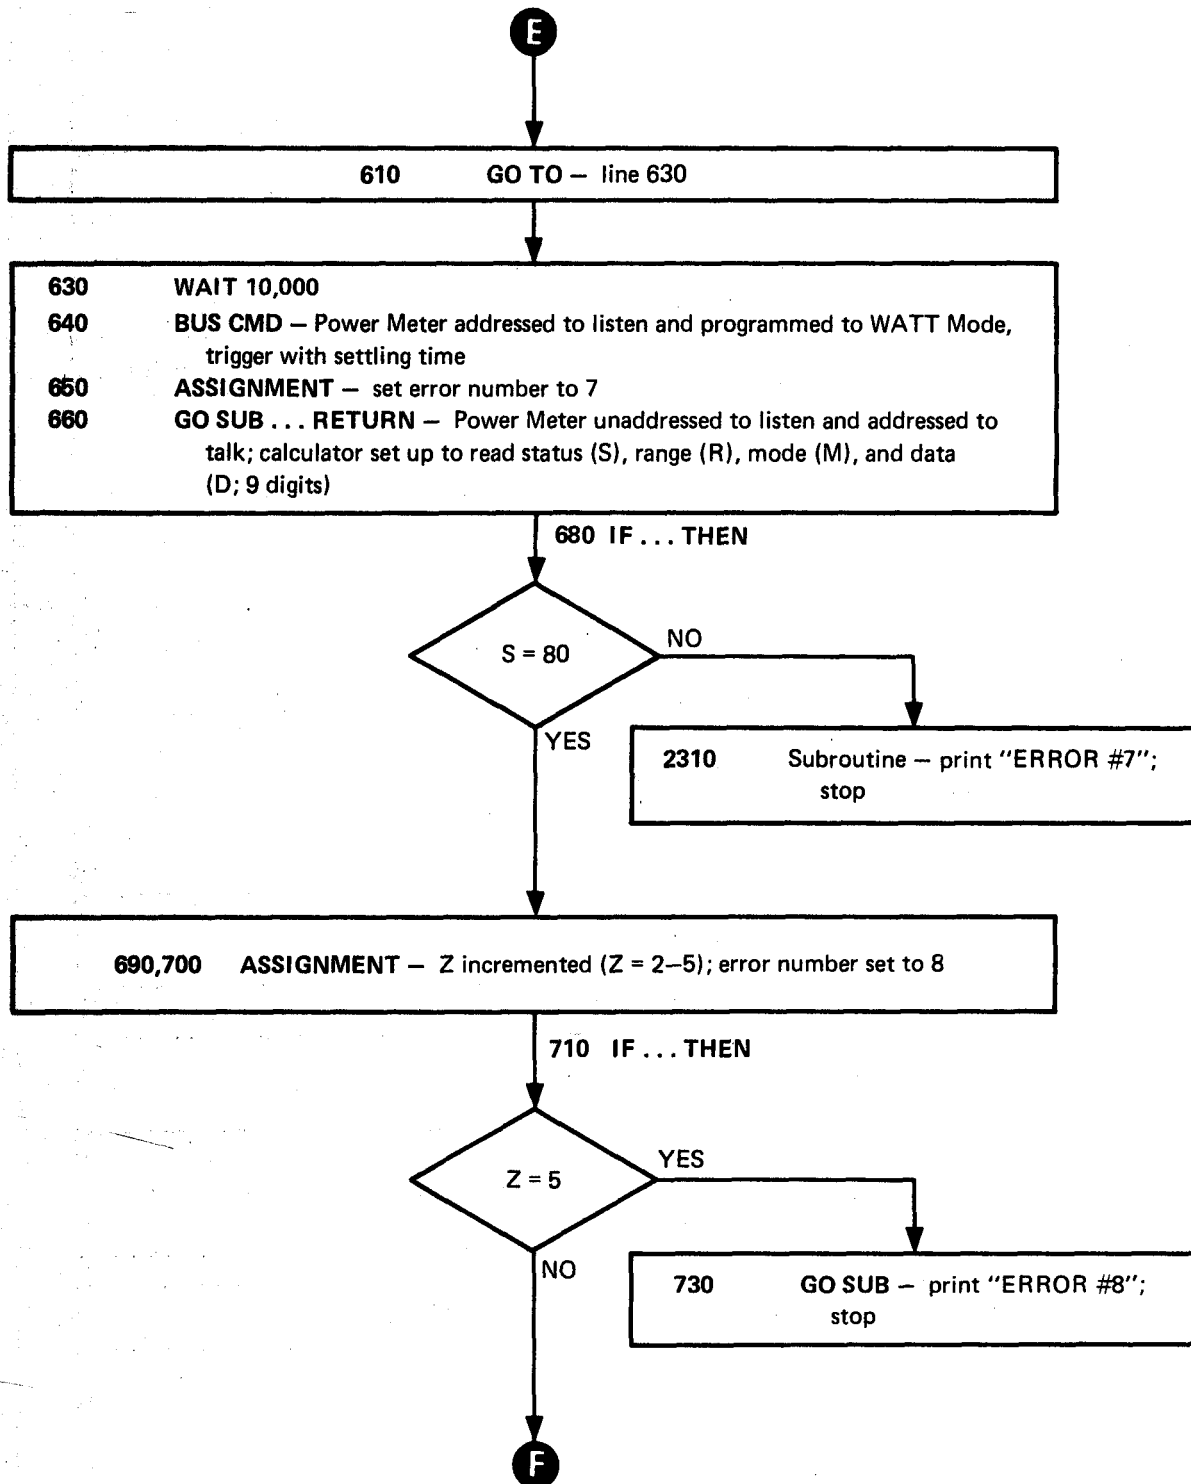 E
610 GO TO — line 630
630 WAIT 10,000
640 BUS CMD — Power Meter addressed to listen and programmed to WATT Mode,
trigger with settling time
650 ASSIGNMENT — set error number to 7
660 GO SUB . . . RETURN — Power Meter unaddressed to listen and addressed to
talk; calculator set up to read status (S), range (R), mode (M), and data
(D; 9 digits)
680 IF . . . THEN
S = 80
NO
YES
2310 Subroutine — print "ERROR #7";
stop
690,700 ASSIGNMENT — Z incremented (Z = 2–5); error number set to 8
710 IF . . . THEN
Z = 5
YES
NO
730 GO SUB — print "ERROR #8";
stop
F